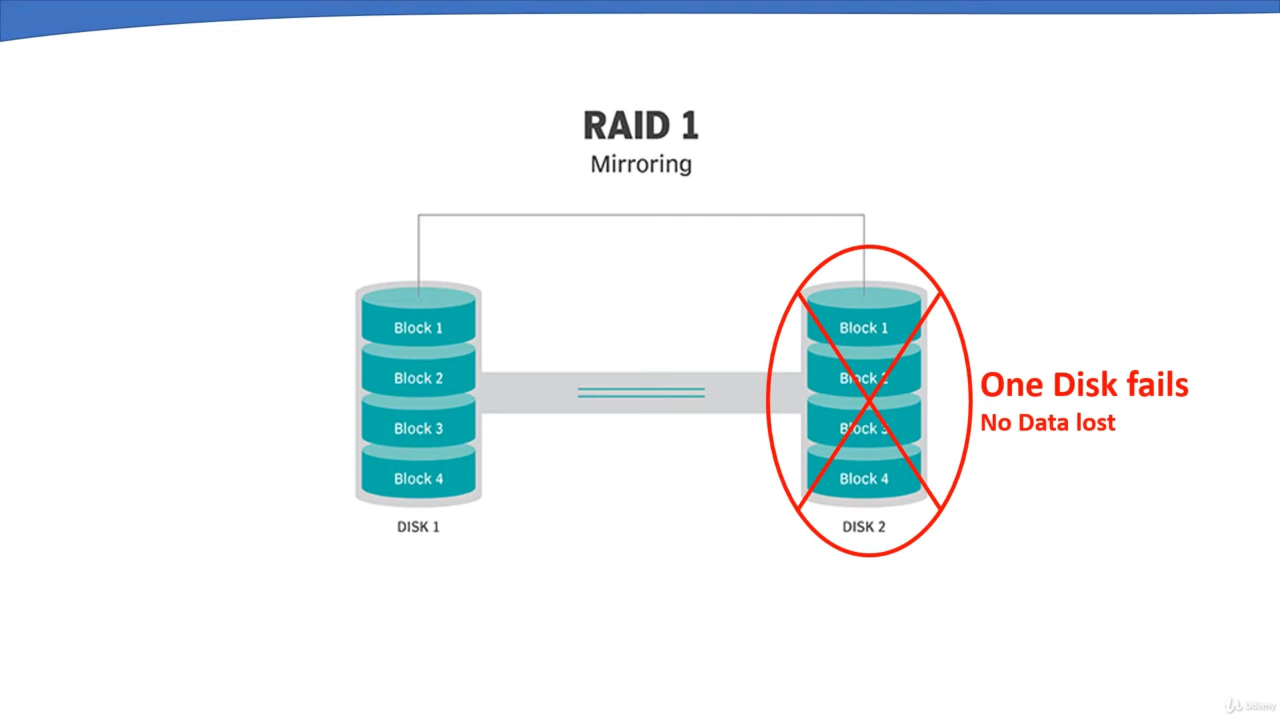 RAID 1
Mirroring
Block 1
Block 2
Block 3
Block 4
DISK 1
Block 1
Block 2
Block 3
Block 4
DISK 2
One Disk fails
No Data lost
Udemy